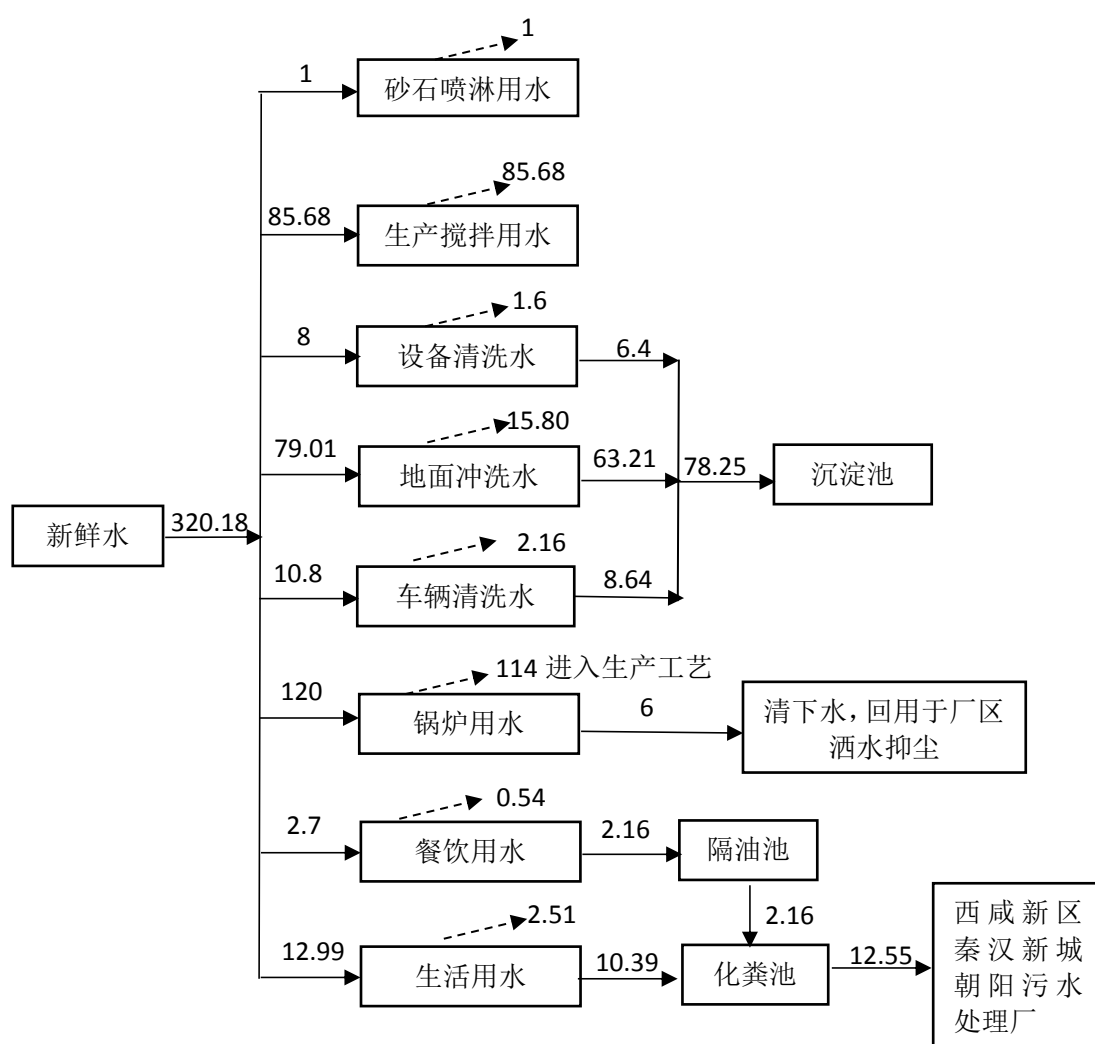 1
1
砂石喷淋用水
85.68
85.68
生产搅拌用水
1.6
8
设备清洗水
6.4
15.80
79.01
地面冲洗水
63.21
78.25
沉淀池
新鲜水
320.18
2.16
10.8
车辆清洗水
8.64
114 进入生产工艺
120
锅炉用水
6
清下水，回用于厂区
洒水抑尘
0.54
2.7
餐饮用水
2.16
隔油池
2.16
2.51
12.99
生活用水
10.39
化粪池
12.55
西咸新区
秦汉新城
朝阳污水
处理厂